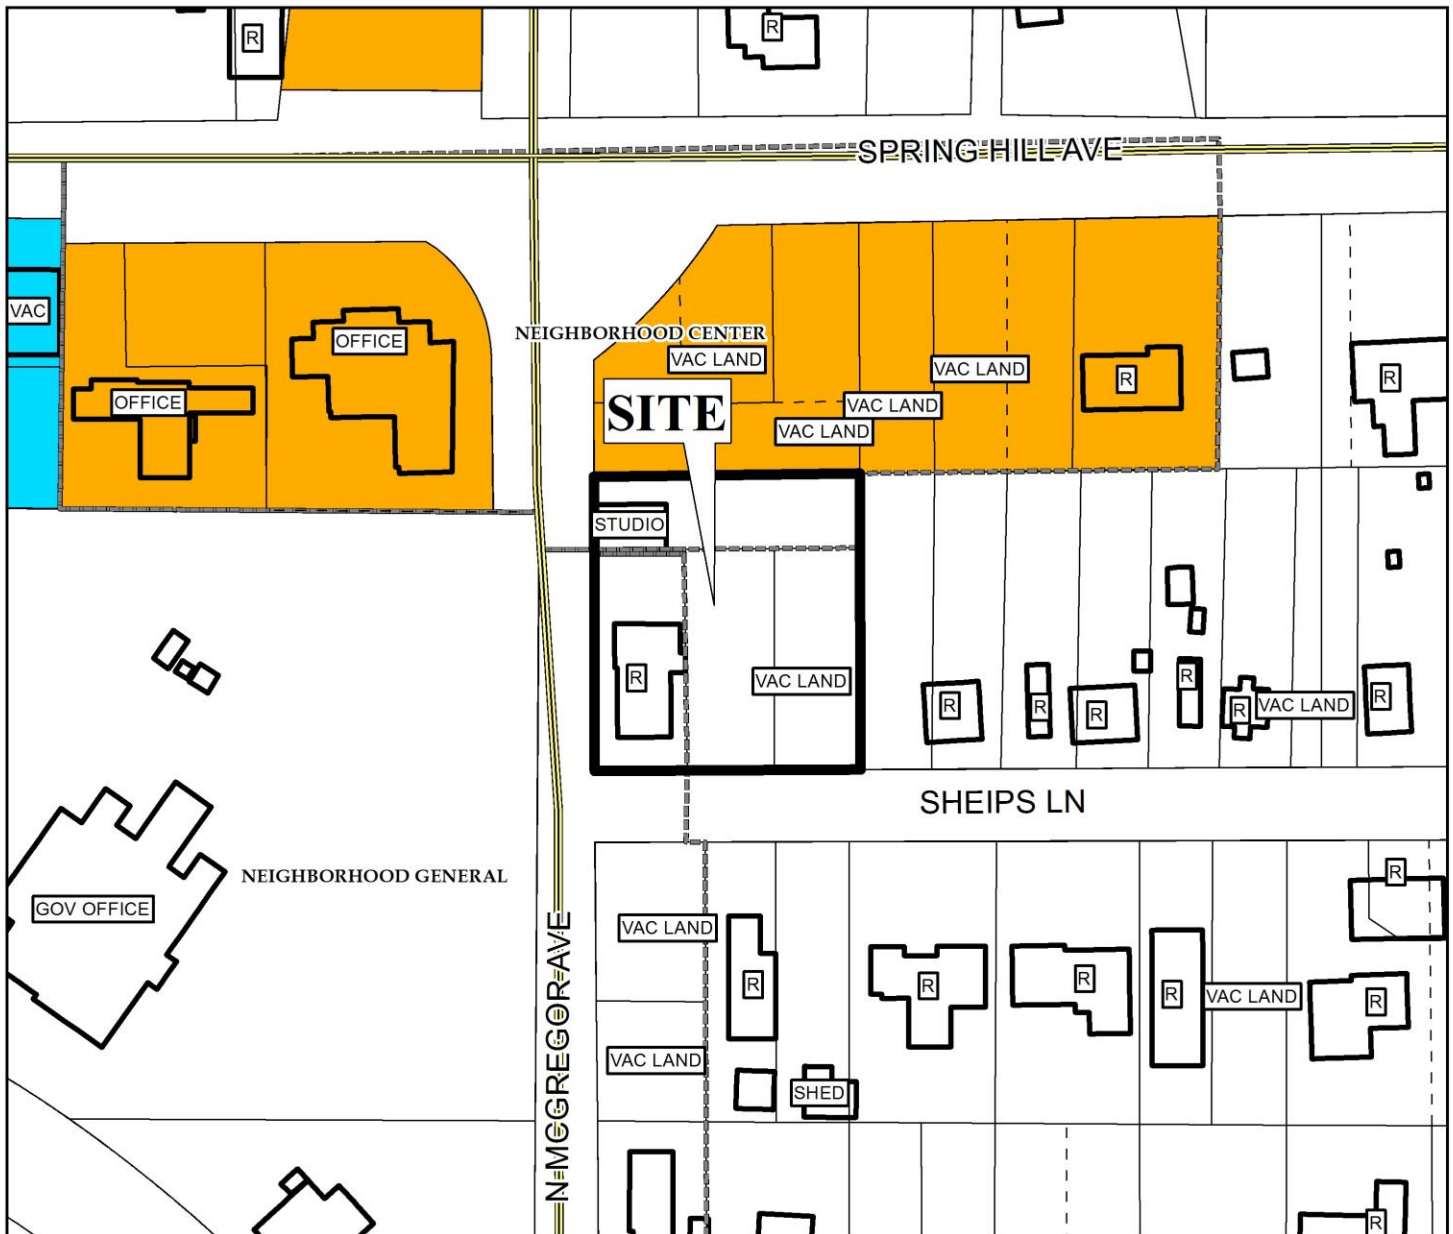 R
R
SPRING HILL AVE
VAC
OFFICE
NEIGHBORHOOD CENTER
VAC LAND
VAC LAND
R
R
OFFICE
SITE
VAC LAND
VAC LAND
STUDIO
R
VAC LAND
R
R
R
R
R
VAC LAND
R
SHEIPS LN
NEIGHBORHOOD GENERAL
GOV OFFICE
R
VAC LAND
N MCGREGOR AVE
R
R
R
R
VAC LAND
R
VAC LAND
SHED
R